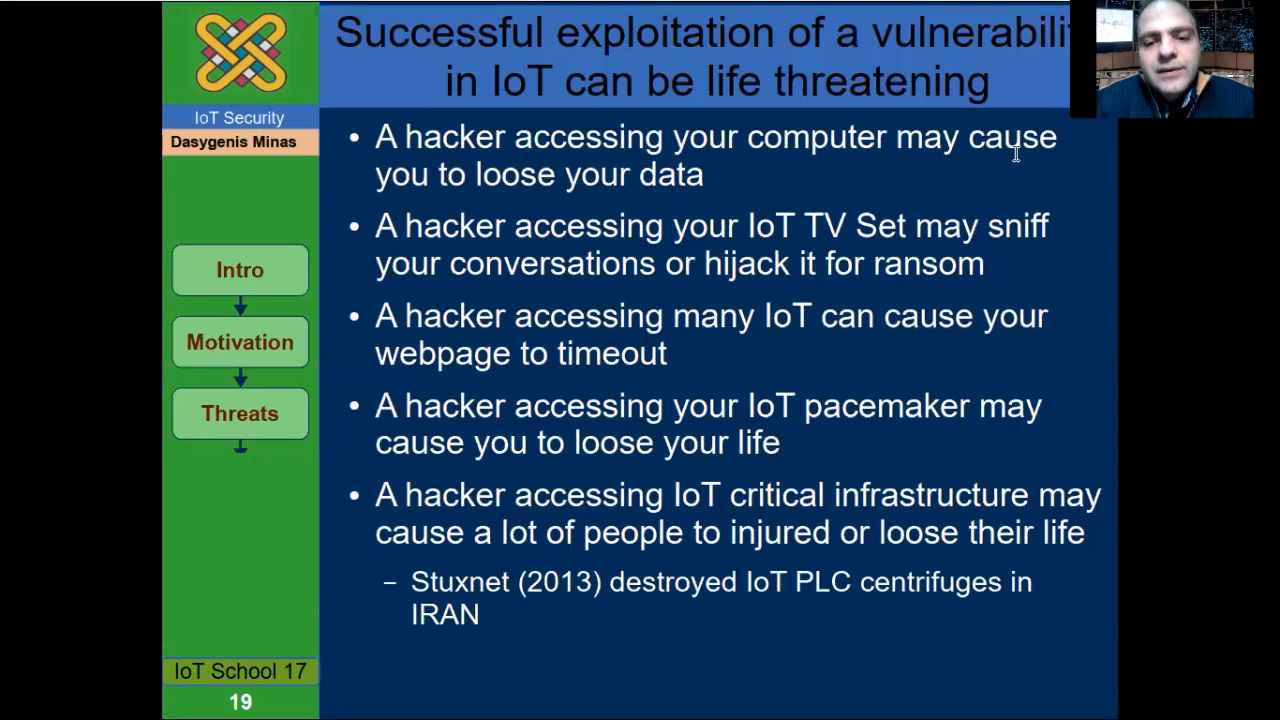 Successful exploitation of a vulnerabili
in IoT can be life threatening
IoT Security
Dasygenis Minas
Intro
Motivation
Threats
IoT School 17
19
• A hacker accessing your computer may cause
you to loose your data
• A hacker accessing your IoT TV Set may sniff
your conversations or hijack it for ransom
• A hacker accessing many IoT can cause your
webpage to timeout
• A hacker accessing your IoT pacemaker may
cause you to loose your life
• A hacker accessing IoT critical infrastructure may
cause a lot of people to injured or loose their life
– Stuxnet (2013) destroyed IoT PLC centrifuges in
IRAN